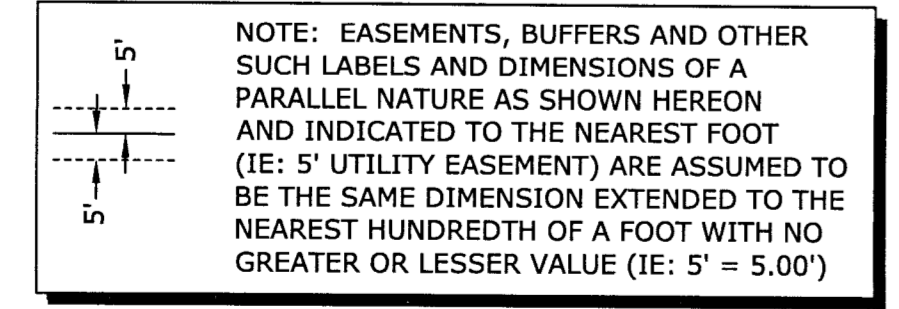 5'
5'
NOTE: EASEMENTS, BUFFERS AND OTHER
SUCH LABELS AND DIMENSIONS OF A
PARALLEL NATURE AS SHOWN HEREON
AND INDICATED TO THE NEAREST FOOT
(IE: 5' UTILITY EASEMENT) ARE ASSUMED TO
BE THE SAME DIMENSION EXTENDED TO THE
NEAREST HUNDREDTH OF A FOOT WITH NO
GREATER OR LESSER VALUE (IE: 5' = 5.00')